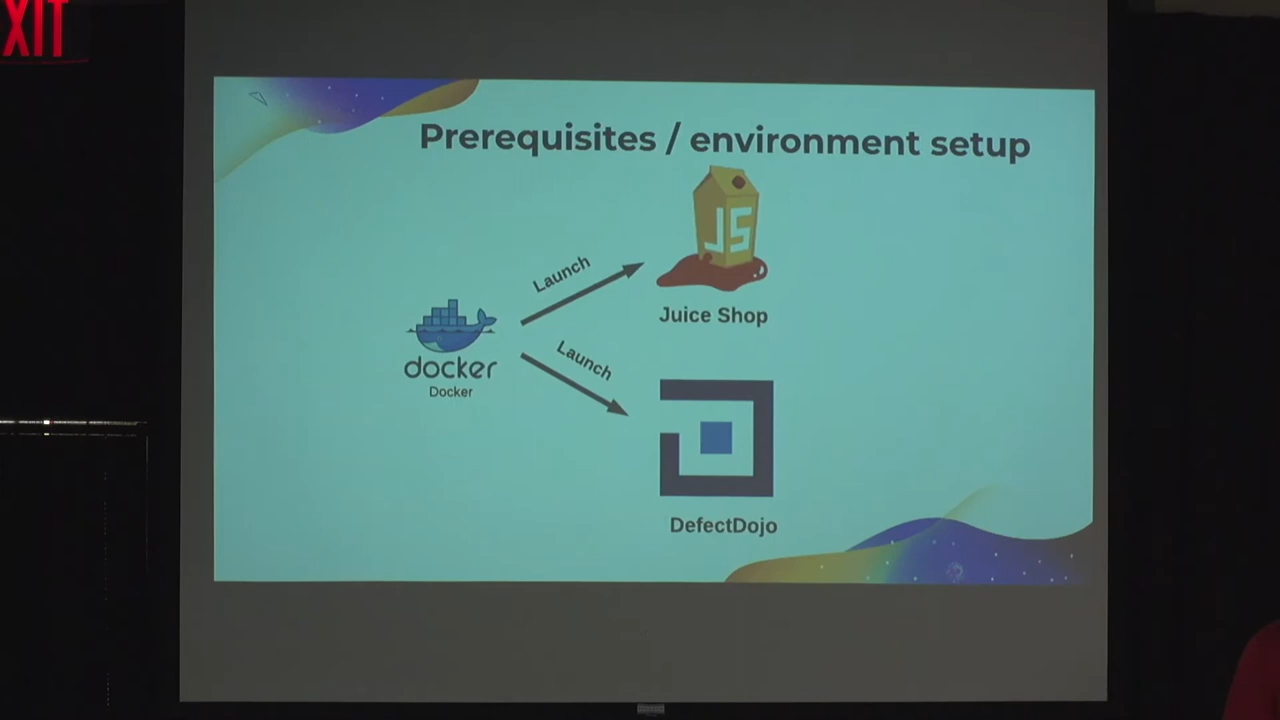 XIT
Prerequisites / environment setup
JS
Launch
Juice Shop
docker
Docker
Launch
DefectDojo